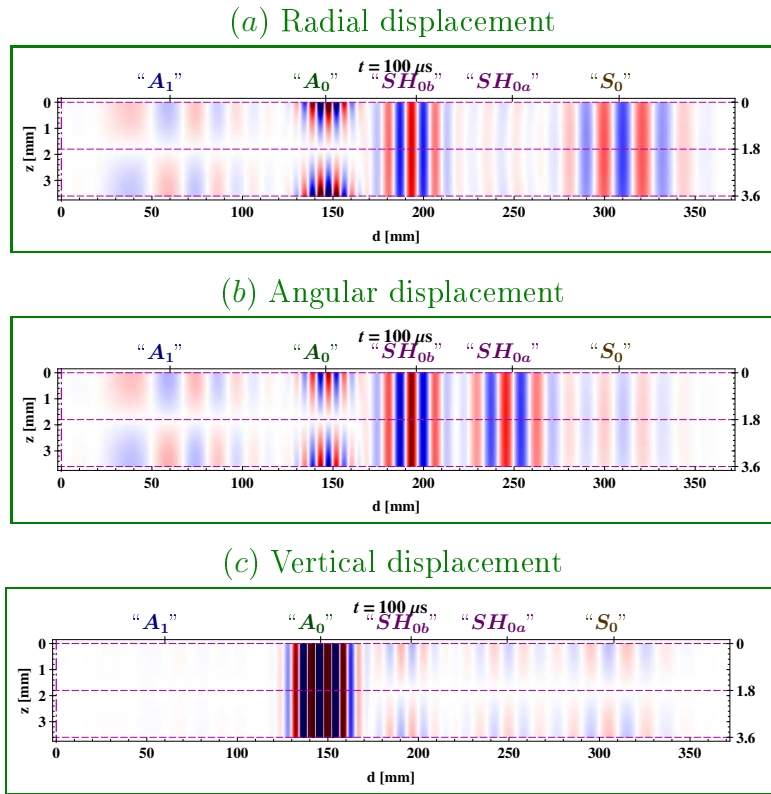 (a) Radial displacement
t = 100 μs
“A₁” “A₀” “SH₀b” “SH₀a” “S₀”
0 1 2 3
z [mm]
0 1.8 3.6
0 50 100 150 200 250 300 350
d [mm]
(b) Angular displacement
t = 100 μs
“A₁” “A₀” “SH₀b” “SH₀a” “S₀”
0 1 2 3
z [mm]
0 1.8 3.6
0 50 100 150 200 250 300 350
d [mm]
(c) Vertical displacement
t = 100 μs
“A₁” “A₀” “SH₀b” “SH₀a” “S₀”
0 1 2 3
z [mm]
0 1.8 3.6
0 50 100 150 200 250 300 350
d [mm]